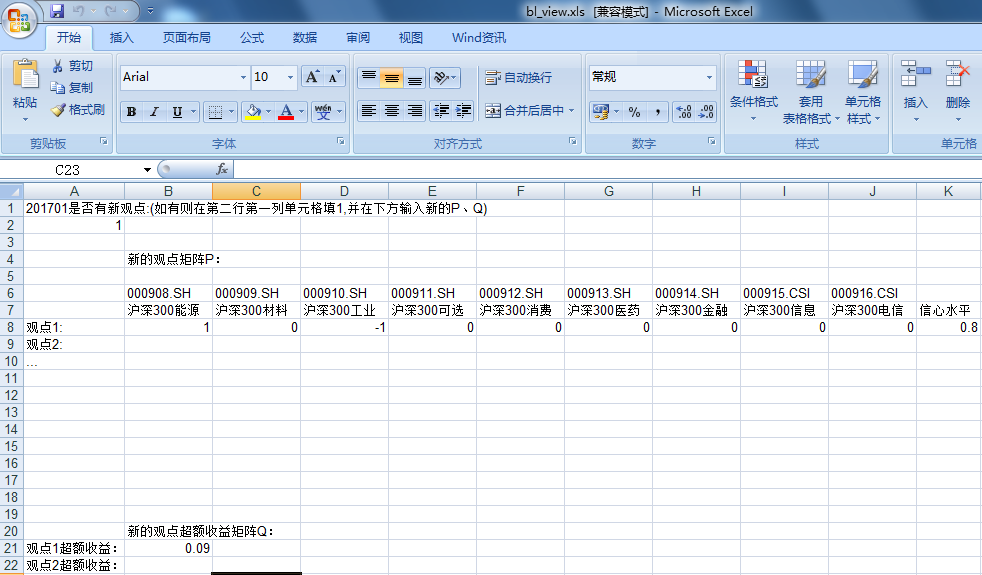 bl_view.xls [兼容模式] - Microsoft Excel
开始 插入 页面布局 公式 数据 审阅 视图 Wind资讯
粘贴 剪切 复制 格式刷 剪贴板
Arial 10 A A B I U A wén 变 字体
自动换行 合并后居中 对齐方式
常规 % , .0 .00 .00 .0 数字
条件格式 套用 表格格式 单元格 样式 样式
插入 删除 单元格
C23 fx
A B C D E F G H I J K
1 201701是否有新观点:(如有则在第二行第一列单元格填1,并在下方输入新的P、Q)
2 1
3
4 新的观点矩阵P:
5
6 000908.SH 000909.SH 000910.SH 000911.SH 000912.SH 000913.SH 000914.SH 000915.CSI 000916.CSI
7 沪深300能源 沪深300材料 沪深300工业 沪深300可选 沪深300消费 沪深300医药 沪深300金融 沪深300信息 沪深300电信 信心水平
8 观点1: 1 0 -1 0 0 0 0 0 0 0.8
9 观点2:
10 ...
11
12
13
14
15
16
17
18
19
20 新的观点超额收益矩阵Q:
21 观点1超额收益: 0.09
22 观点2超额收益: